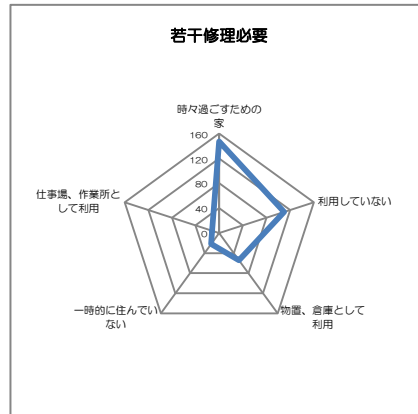 若干修理必要
時々過ごすための
家
160
120
80
40
0
利用していない
物置、倉庫として
利用
一時的に住んでい
ない
仕事場、作業所と
して利用